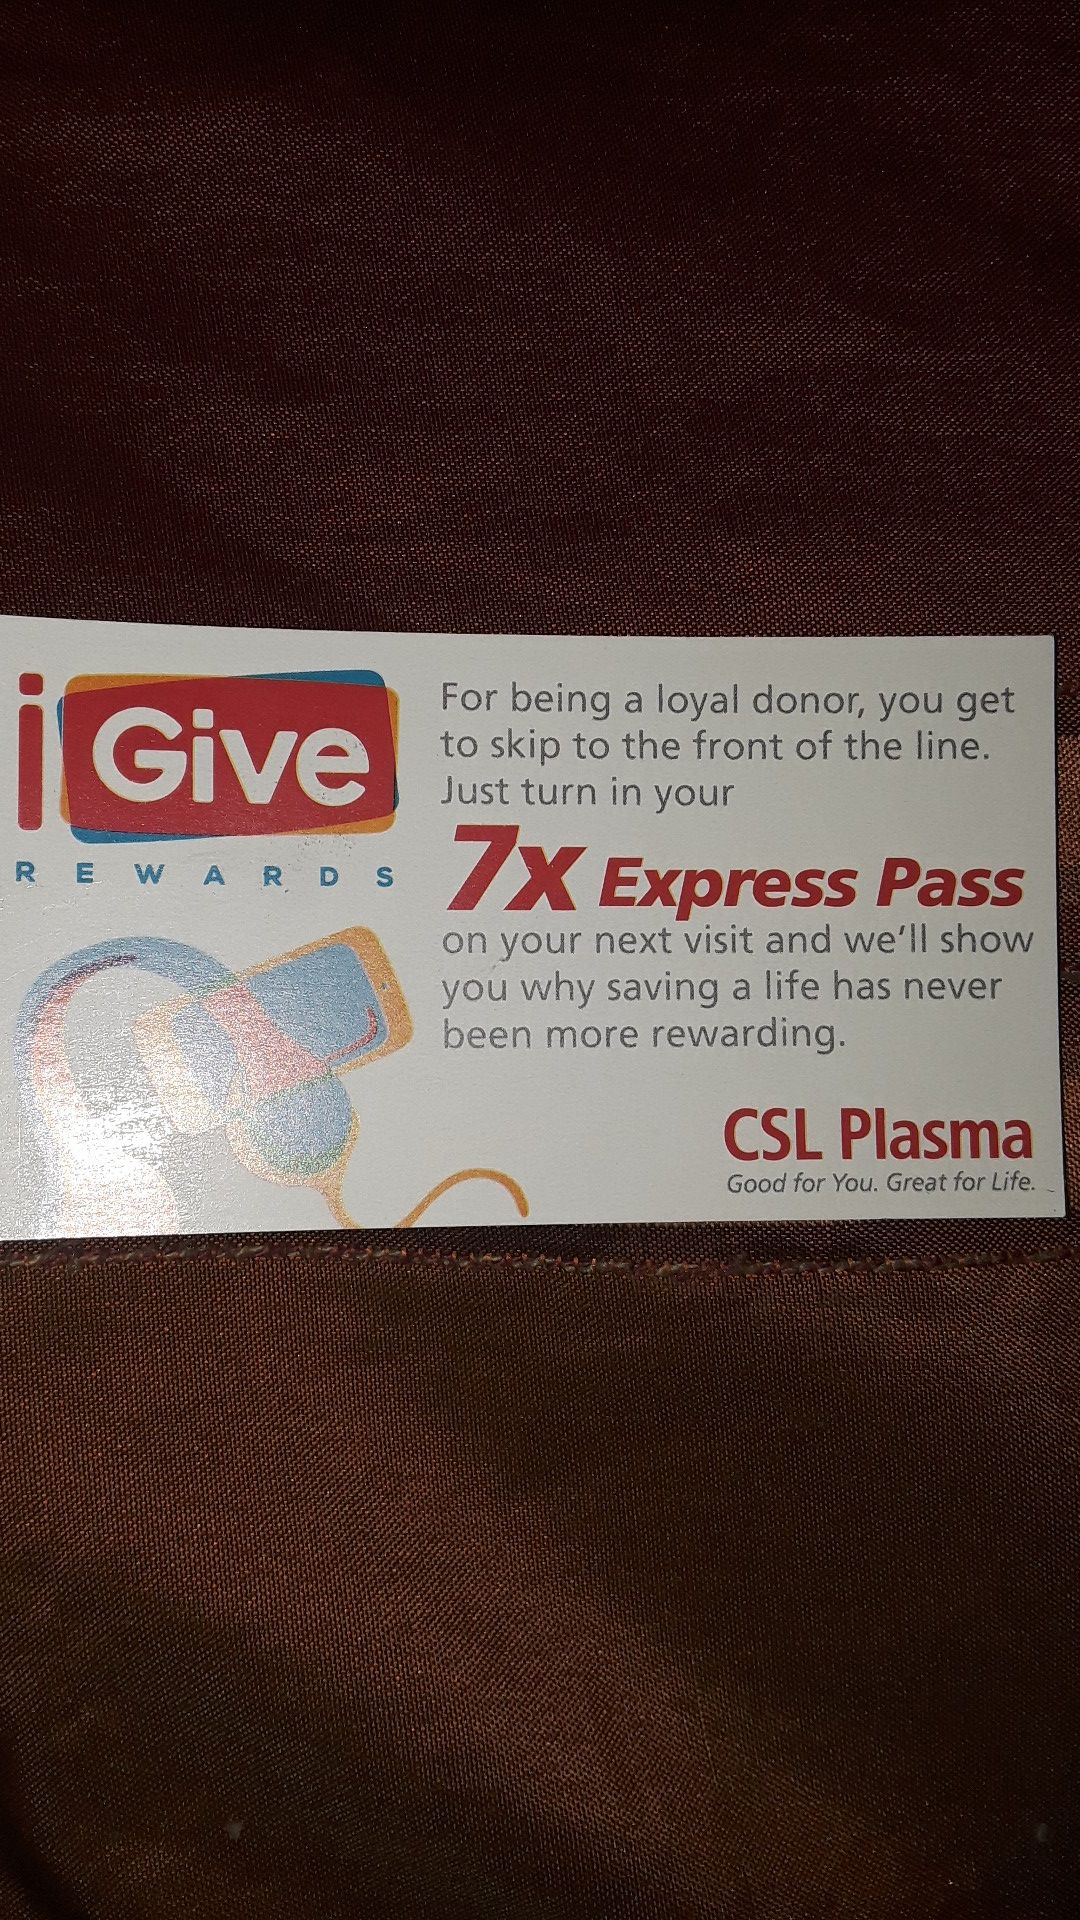 i Give
REWARDS
For being a loyal donor, you get
to skip to the front of the line.
Just turn in your
7x Express Pass
on your next visit and we'll show
you why saving a life has never
been more rewarding.
CSL Plasma
Good for You. Great for Life.